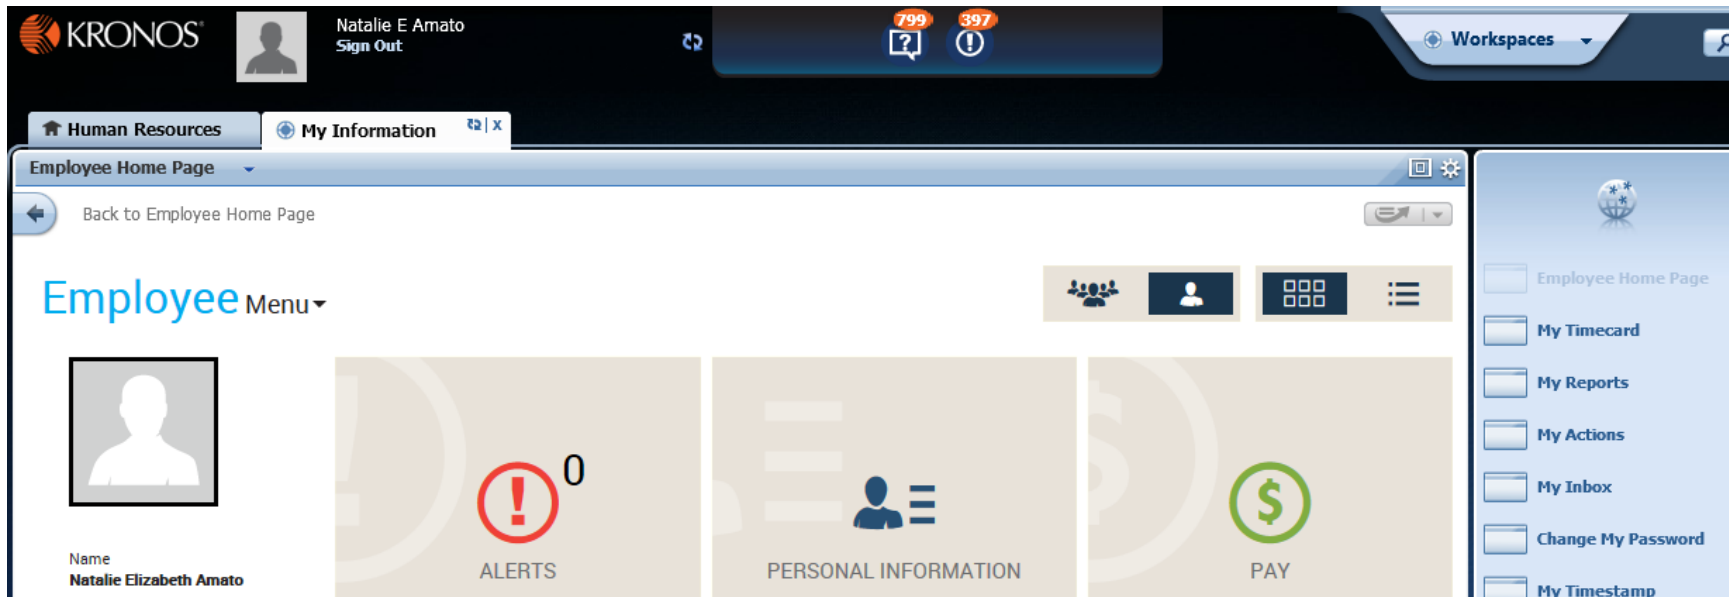 KRONOS
Natalie E Amato
Sign Out
799
397
Workspaces
Human Resources
My Information
x
Employee Home Page
Back to Employee Home Page
Employee Menu
Employee Home Page
My Timecard
My Reports
My Actions
My Inbox
Change My Password
My Timestamp
Name
Natalie Elizabeth Amato
0
ALERTS
PERSONAL INFORMATION
PAY